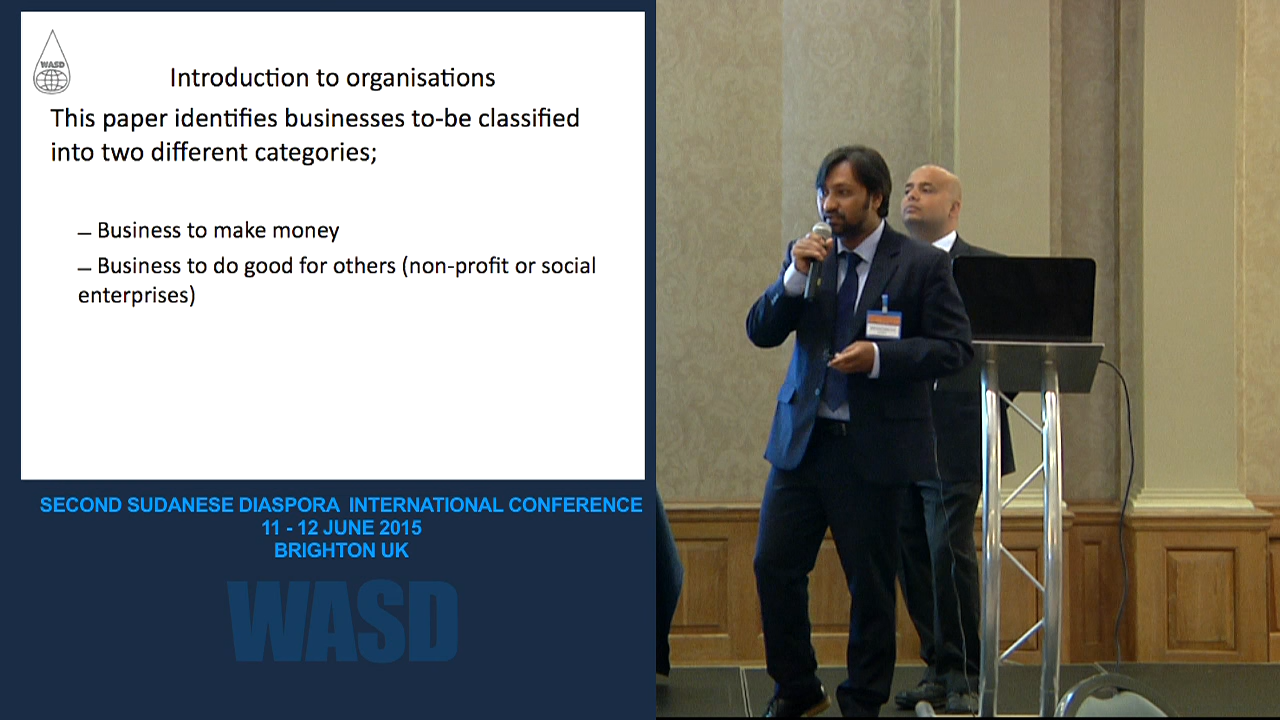 WASD
Introduction to organisations
This paper identifies businesses to-be classified
into two different categories;
– Business to make money
– Business to do good for others (non-profit or social
enterprises)
SECOND SUDANESE DIASPORA INTERNATIONAL CONFERENCE
11 - 12 JUNE 2015
BRIGHTON UK
WASD